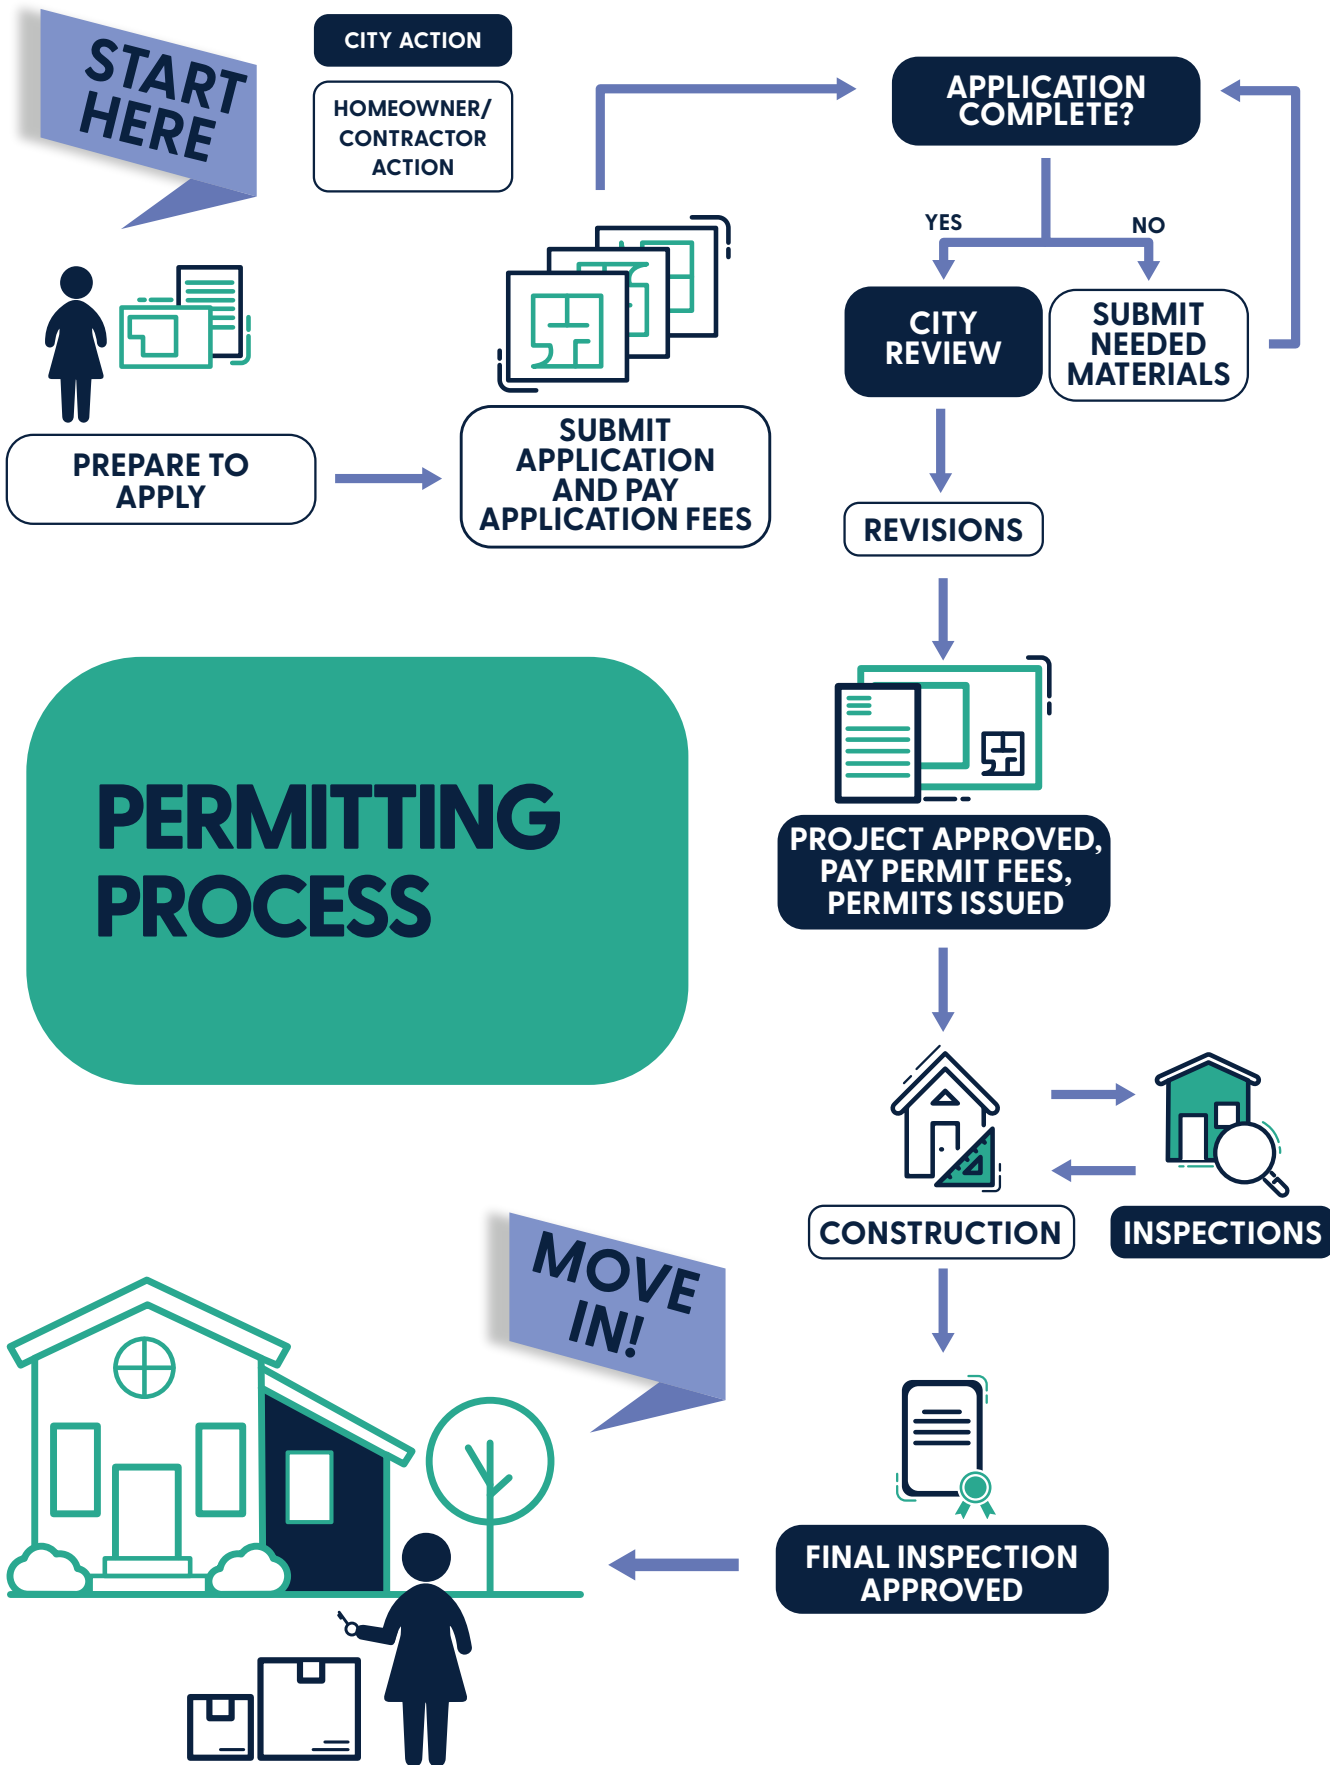 START
HERE
CITY ACTION
HOMEOWNER/
CONTRACTOR
ACTION
APPLICATION
COMPLETE?
YES
NO
CITY
REVIEW
SUBMIT
NEEDED
MATERIALS
PREPARE TO
APPLY
SUBMIT
APPLICATION
AND PAY
APPLICATION FEES
REVISIONS
PERMITTING
PROCESS
PROJECT APPROVED,
PAY PERMIT FEES,
PERMITS ISSUED
CONSTRUCTION
INSPECTIONS
MOVE
IN!
FINAL INSPECTION
APPROVED